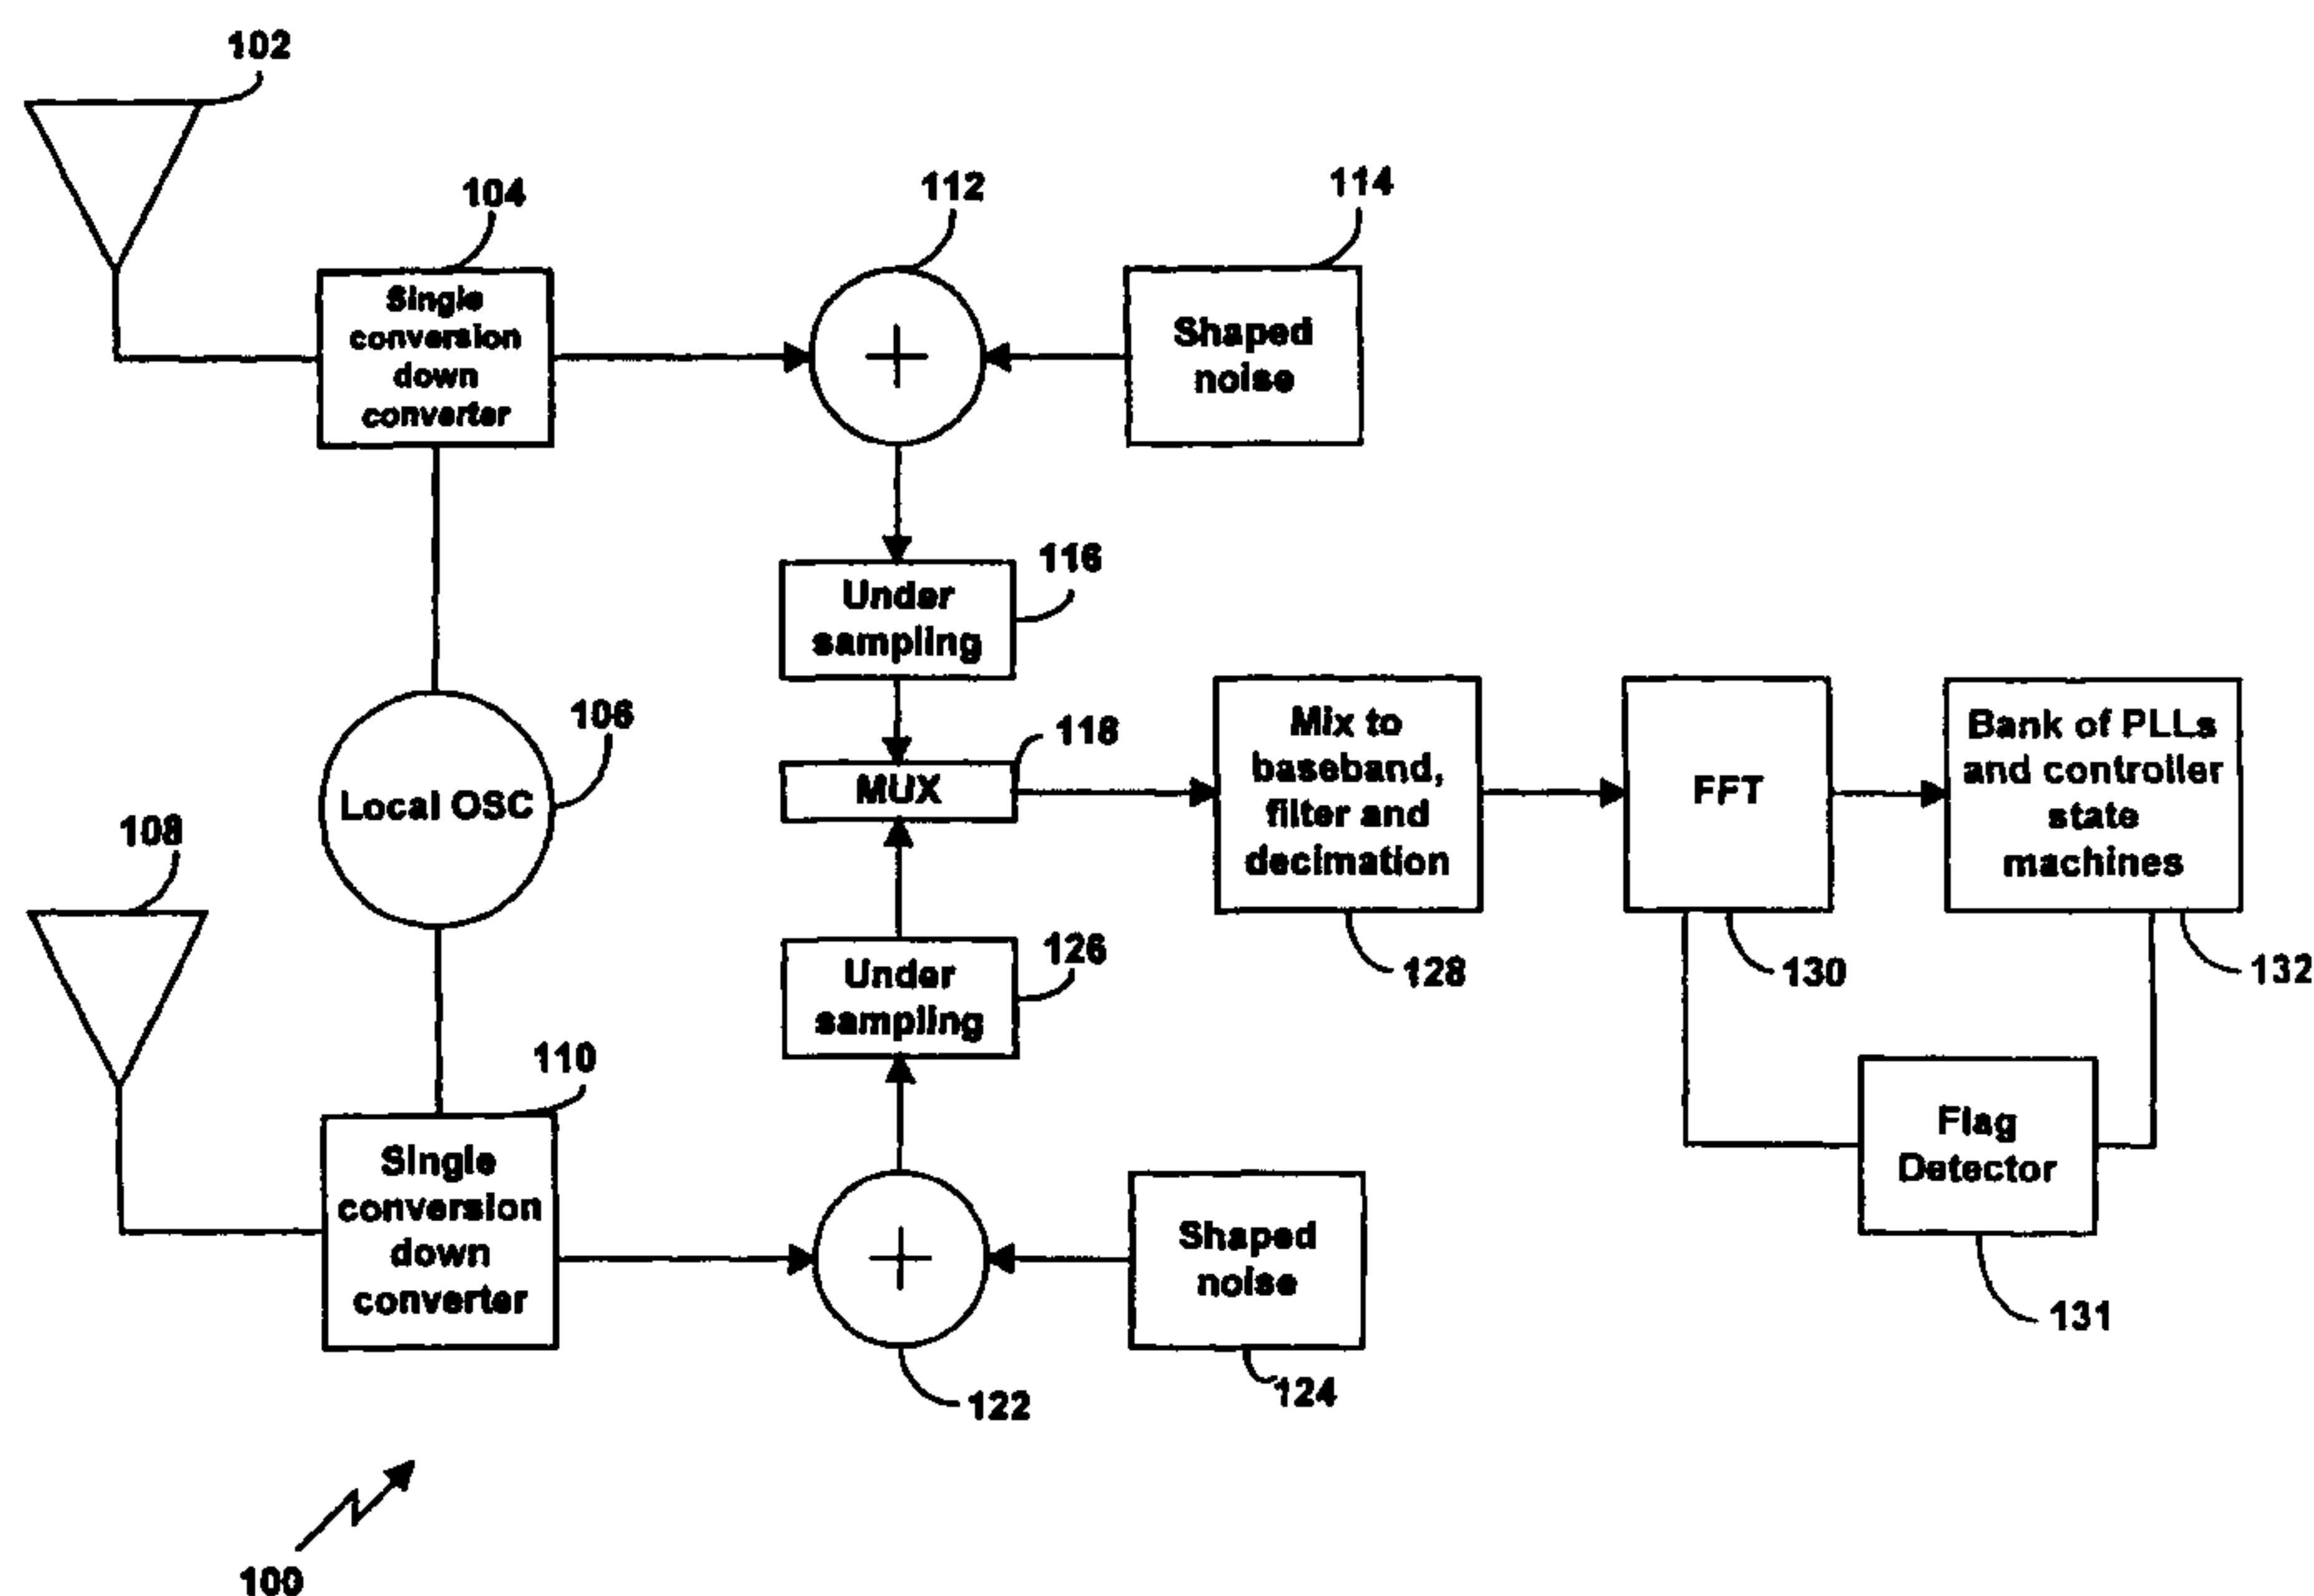 102
104
112
114
Single
conversion
down
converter
Shaped
noise
116
Under
sampling
106
118
Mix to
baseband,
filter and
decimation
Bank of PLLs
and controller
state
machines
MUX
FFT
Local OSC
108
126
128
130
132
Under
sampling
110
Flag
Detector
Single
conversion
down
converter
Shaped
noise
131
122
124
100